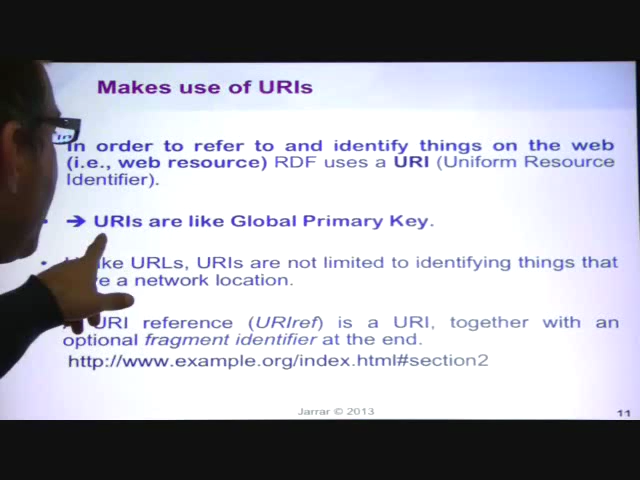 Makes use of URIs
In order to refer to and identify things on the web
(i.e., web resource) RDF uses a URI (Uniform Resource
Identifier).
➔ URIs are like Global Primary Key.
• URLs, URIs are not limited to identifying things that
a network location.
URI reference (URIref) is a URI, together with an
optional fragment identifier at the end.
http://www.example.org/index.html#section2
Jarrar © 2013
11